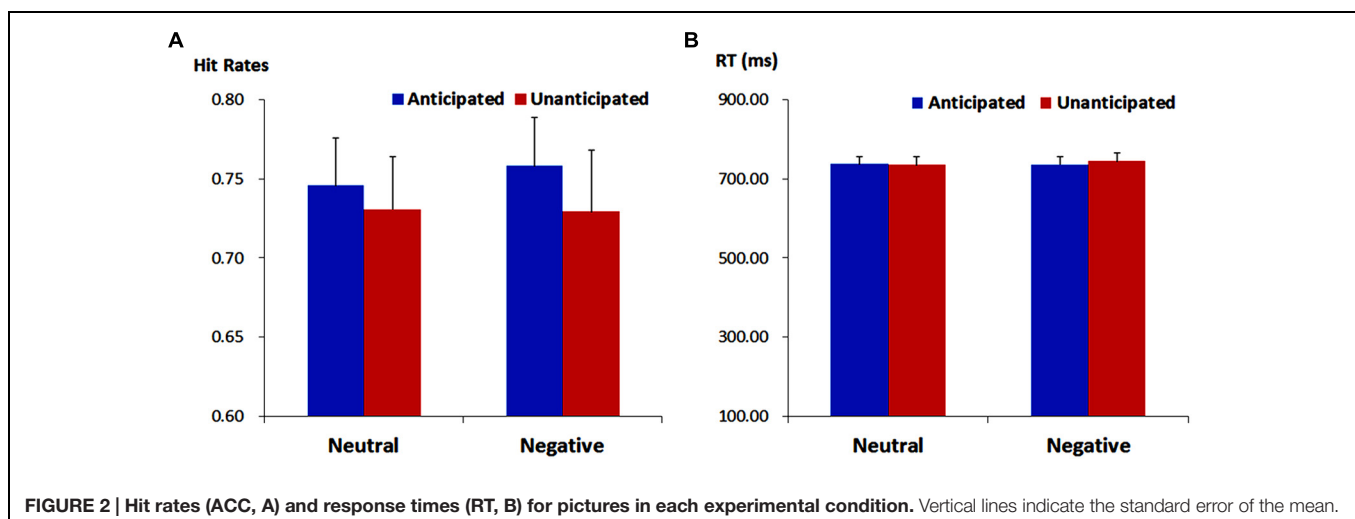 A
Hit Rates
Anticipated Unanticipated
0.80
0.75
0.70
0.65
0.60
Neutral Negative
B
RT (ms)
Anticipated Unanticipated
900.00
700.00
500.00
300.00
100.00
Neutral Negative
FIGURE 2 | Hit rates (ACC, A) and response times (RT, B) for pictures in each experimental condition. Vertical lines indicate the standard error of the mean.